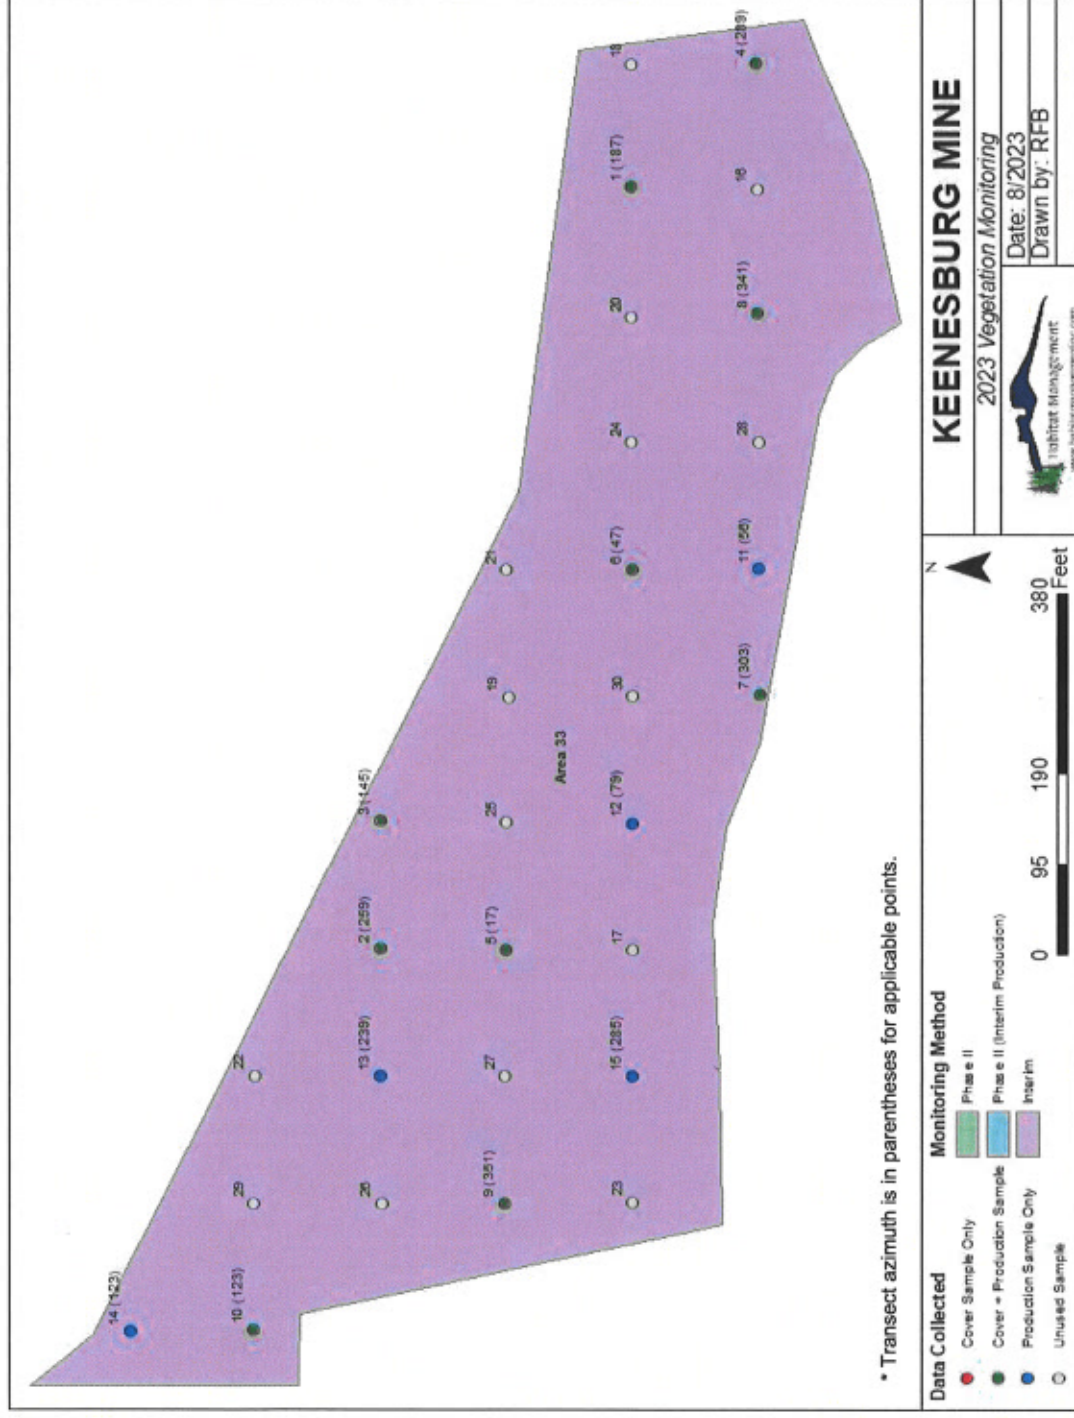 18
4 (289)
1 (187)
16
20
8 (341)
24
28
21
6 (47)
11 (56)
19
30
7 (303)
Area 33
3 (145)
25
12 (79)
2 (259)
5 (17)
17
22
13 (239)
27
15 (285)
29
26
9 (351)
23
14 (123)
10 (123)
* Transect azimuth is in parentheses for applicable points.
Data Collected
Cover Sample Only
Cover + Production Sample
Production Sample Only
Unused Sample
Monitoring Method
Phase II
Phase II (Interim Production)
Interim
N
0 95 190 380
Feet
KEENESBURG MINE
2023 Vegetation Monitoring
Date: 8/2023
Drawn by: RFB
Habitat Management